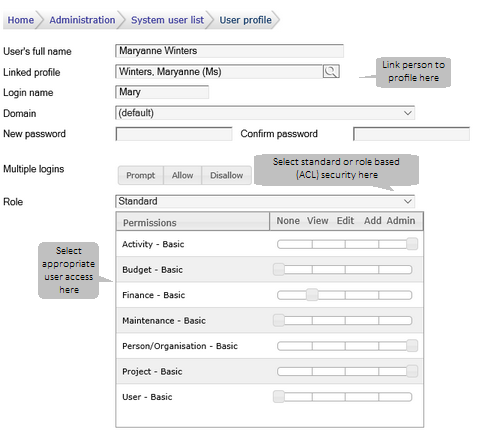 Home Administration System user list User profile
User's full name Maryanne Winters
Linked profile Winters, Maryanne (Ms)
Link person to
profile here
Login name Mary
Domain (default)
New password Confirm password
Multiple logins Prompt Allow Disallow
Select standard or role based
(ACL) security here
Role Standard
Permissions None View Edit Add Admin
Activity - Basic
Budget - Basic
Finance - Basic
Maintenance - Basic
Person/Organisation - Basic
Project - Basic
User - Basic
Select
appropriate
user access
here